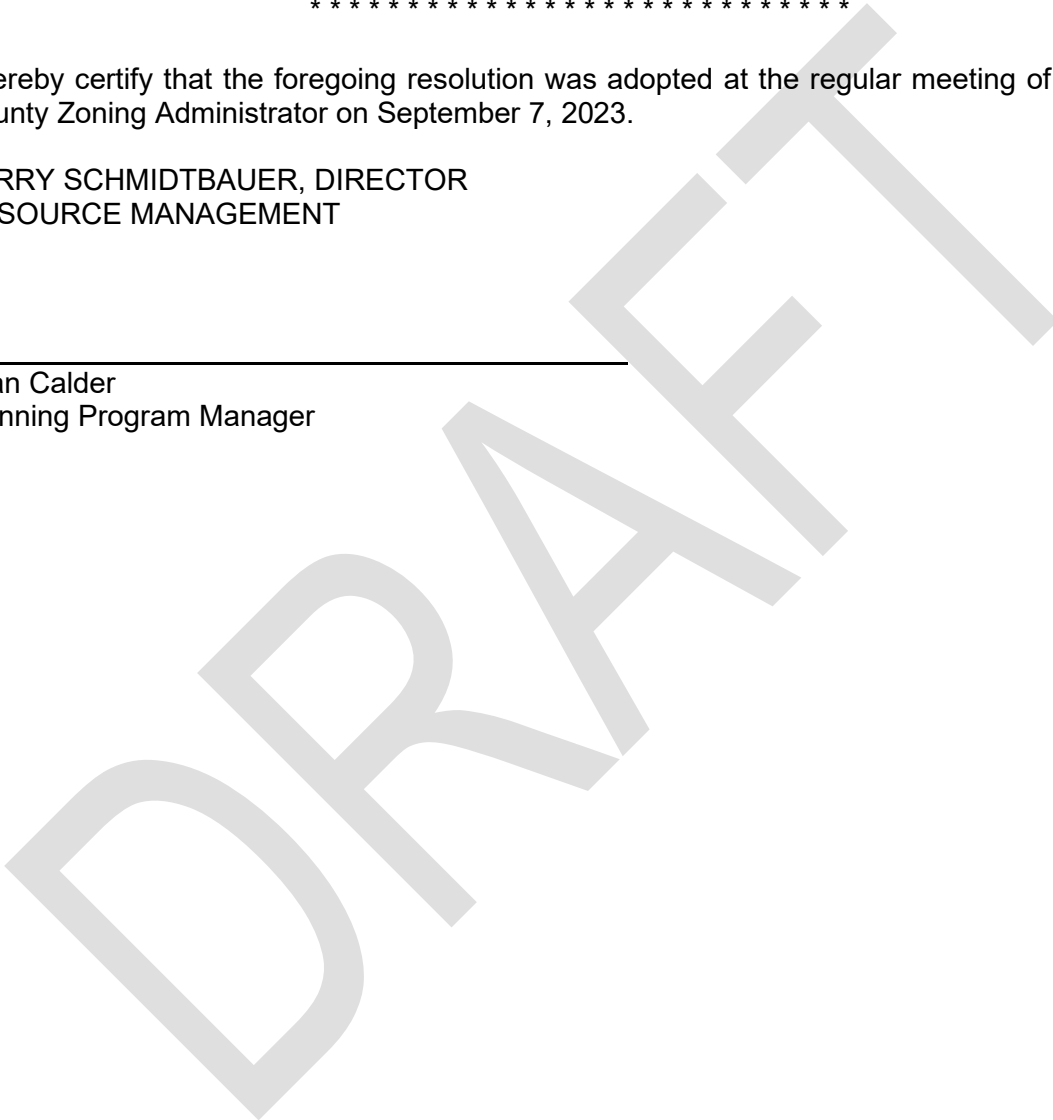 * * * * * * * * * * * * * * * * * * * * * * * * * * * *
ereby certify that the foregoing resolution was adopted at the regular meeting of
unty Zoning Administrator on September 7, 2023.
RRY SCHMIDTBAUER, DIRECTOR
SOURCE MANAGEMENT
an Calder
nning Program Manager
DRAFT